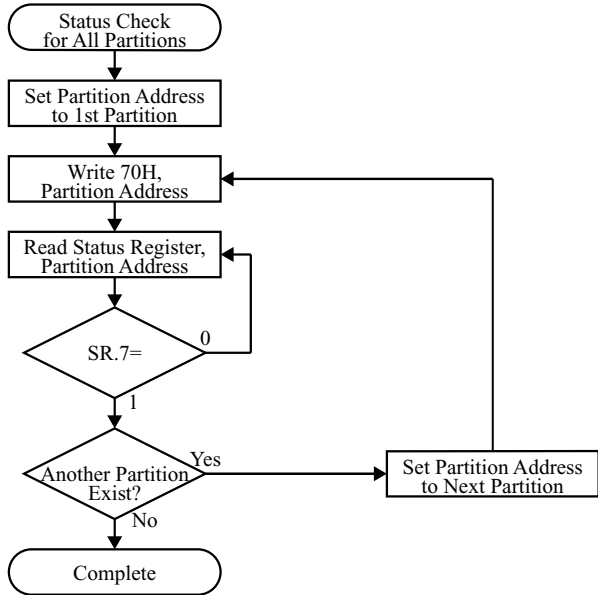 Status Check
for All Partitions
Set Partition Address
to 1st Partition
Write 70H,
Partition Address
Read Status Register,
Partition Address
SR.7=
0
1
Another Partition
Exist?
Yes
Set Partition Address
to Next Partition
No
Complete